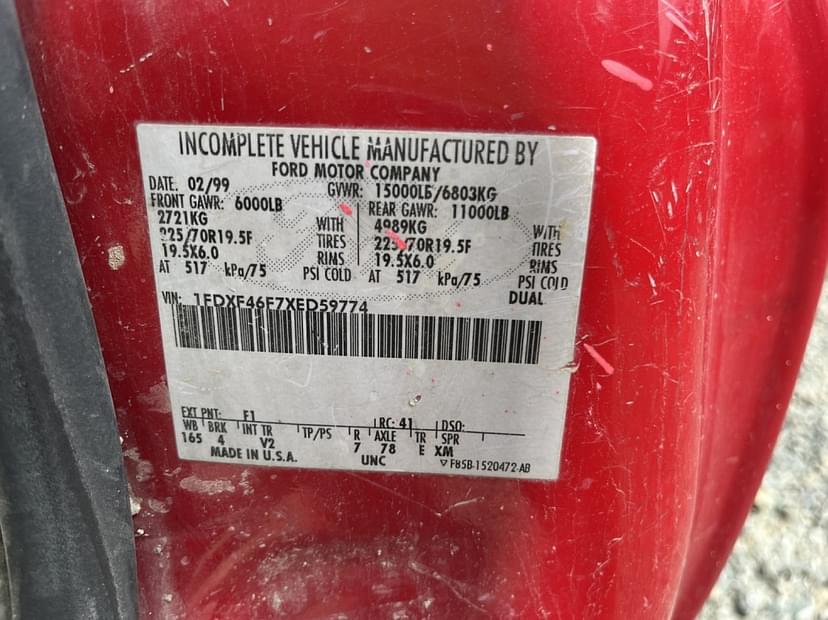 INCOMPLETE VEHICLE MANUFACTURED BY
FORD MOTOR COMPANY
DATE. 02/99 GVWR: 15000LB/6803KG
FRONT GAWR: 6000LB REAR GAWR: 11000LB
2721KG WITH 4989KG WITH
225/70R19.5F TIRES 225/70R19.5F TIRES
19.5X6.0 RIMS 19.5X6.0 RIMS
AT 517 kPa/75 PSI COLD AT 517 kPa/75 PSI COLD
DUAL
VIN: 1FDXF46F7XED59774
EXT PNT: F1 RC: 41 DSO:
WB BRK INT TR TP/PS R AXLE TR SPR
165 4 V2 7 78 E XM
MADE IN U.S.A. UNC F85B-1520472-AB